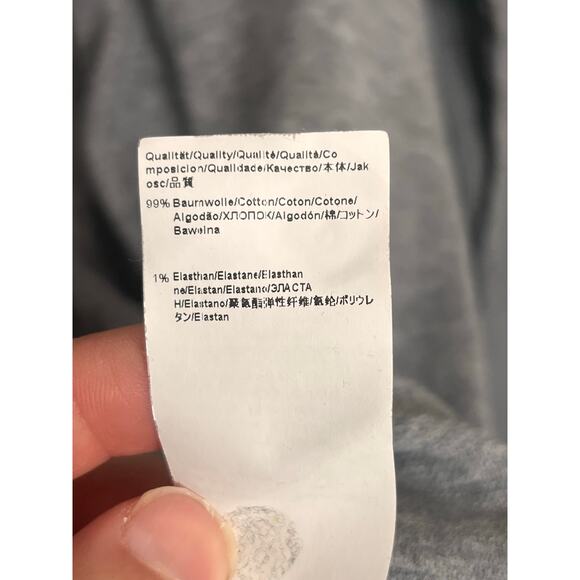 Qualität/Quality/Qualité/Qualità/Co
mposicion/Qualidade/Качество/本体/Jak
osc/品質
99% Baumwolle/Cotton/Coton/Cotone/
Algodão/ХЛОПОК/Algodón/棉/コットン/
Bawełna
1% Elasthan/Elastane/Elasthan
ne/Elastan/Elastano/ЭЛАСТА
Н/Elastano/聚氨酯弹性纤维/氨纶/ポリウレ
タン/Elastan